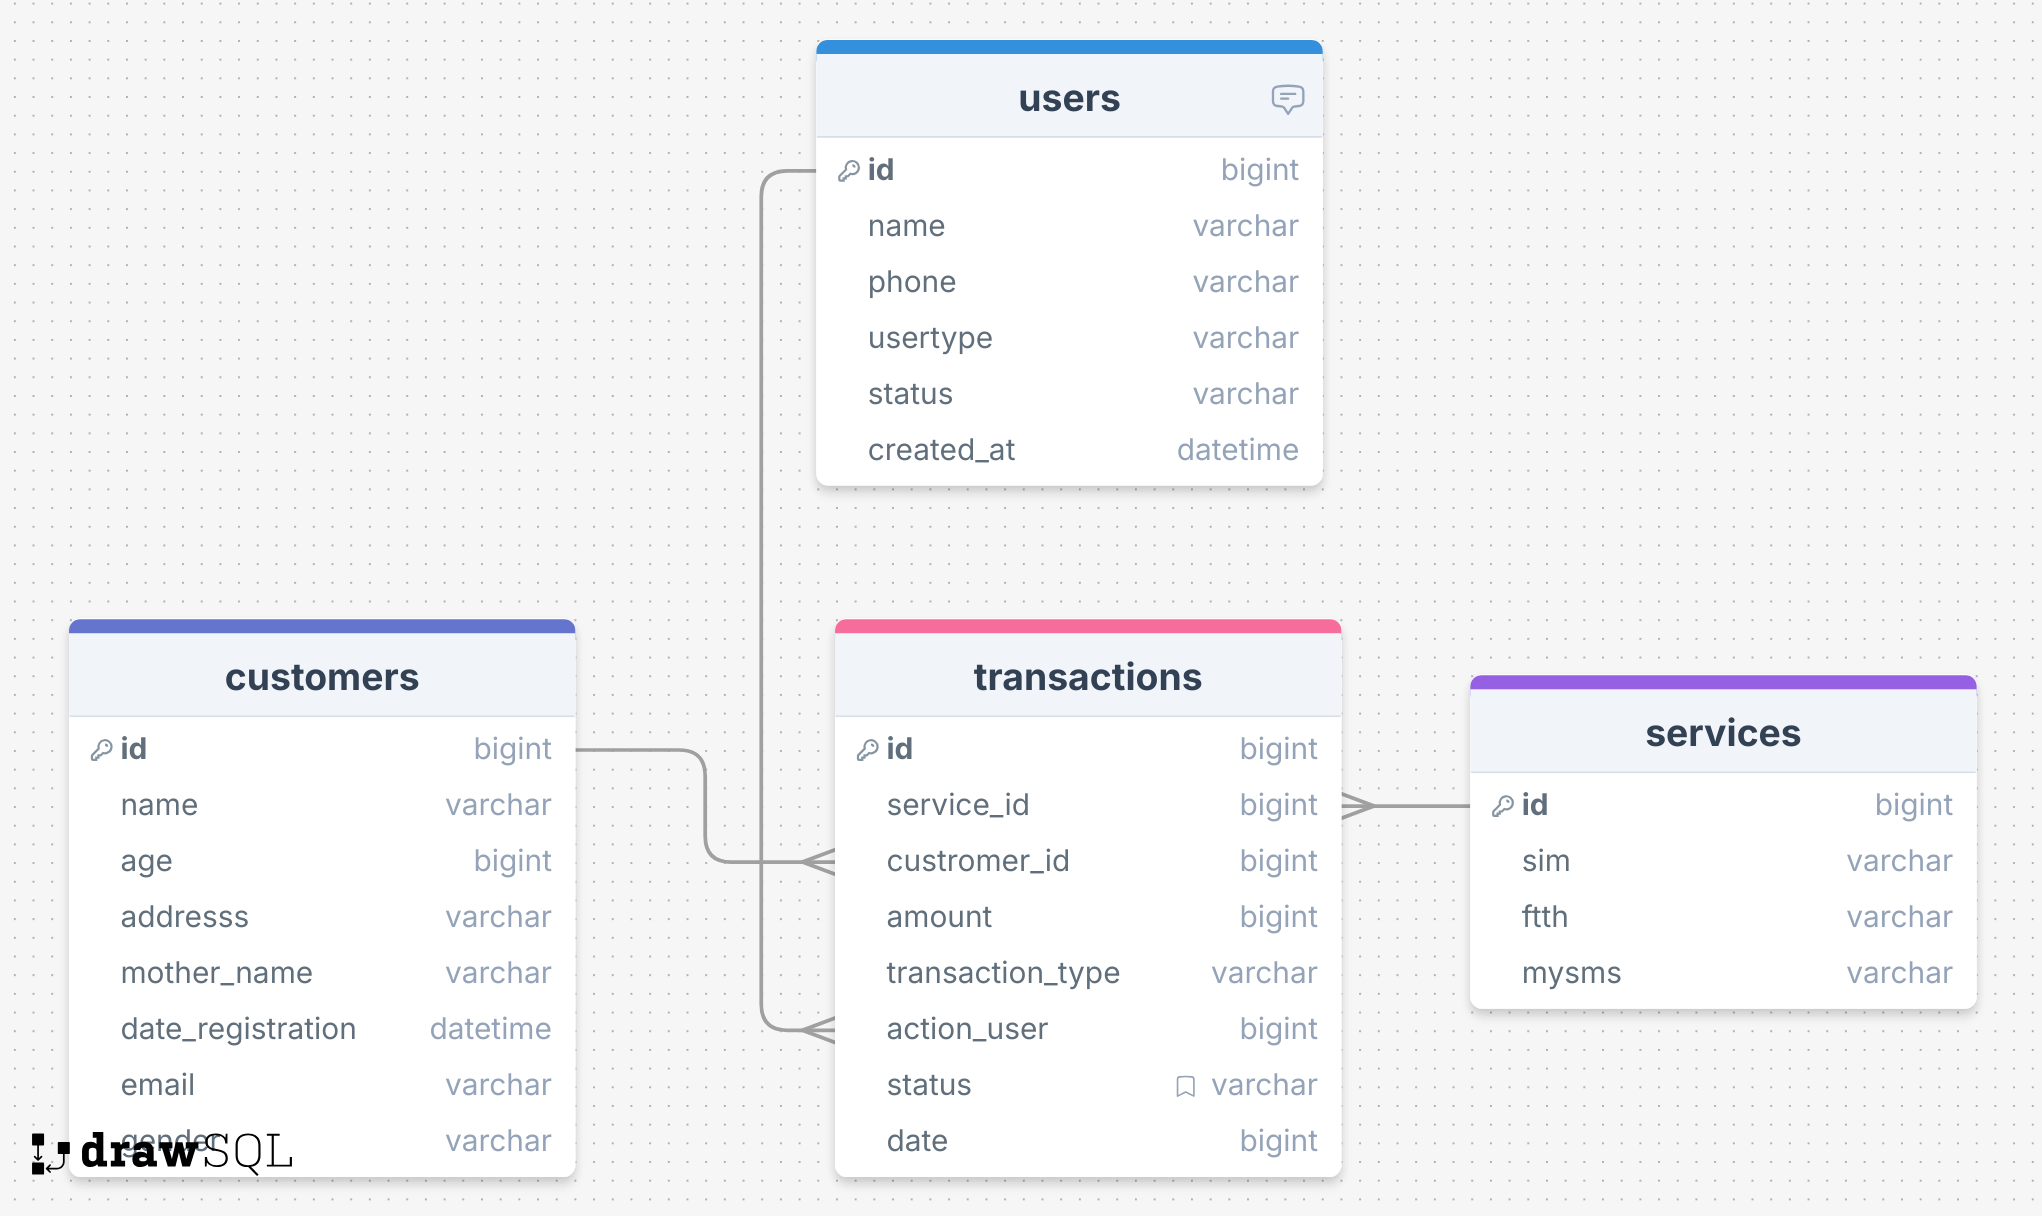 users
id bigint
name varchar
phone varchar
usertype varchar
status varchar
created_at datetime
customers
id bigint
name varchar
age bigint
addresss varchar
mother_name varchar
date_registration datetime
email varchar
gender varchar
transactions
id bigint
service_id bigint
custromer_id bigint
amount bigint
transaction_type varchar
action_user bigint
status varchar
date bigint
services
id bigint
sim varchar
ftth varchar
mysms varchar
drawSQL